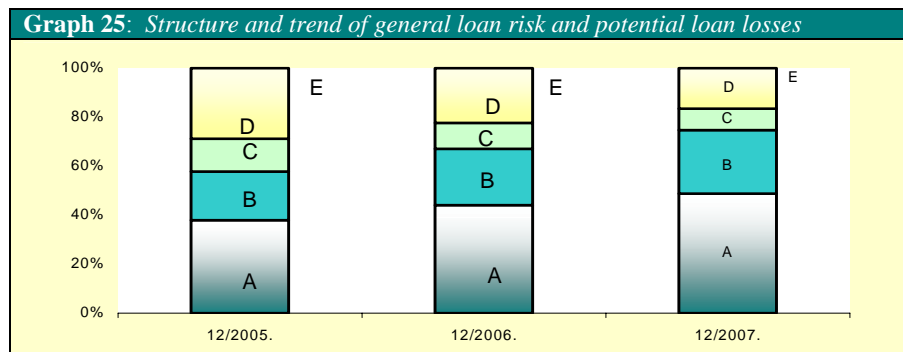 Graph 25: Structure and trend of general loan risk and potential loan losses
100%
80%
60%
40%
20%
0%
E
D
C
B
A
E
D
C
B
A
E
D
C
B
A
12/2005. 12/2006. 12/2007.